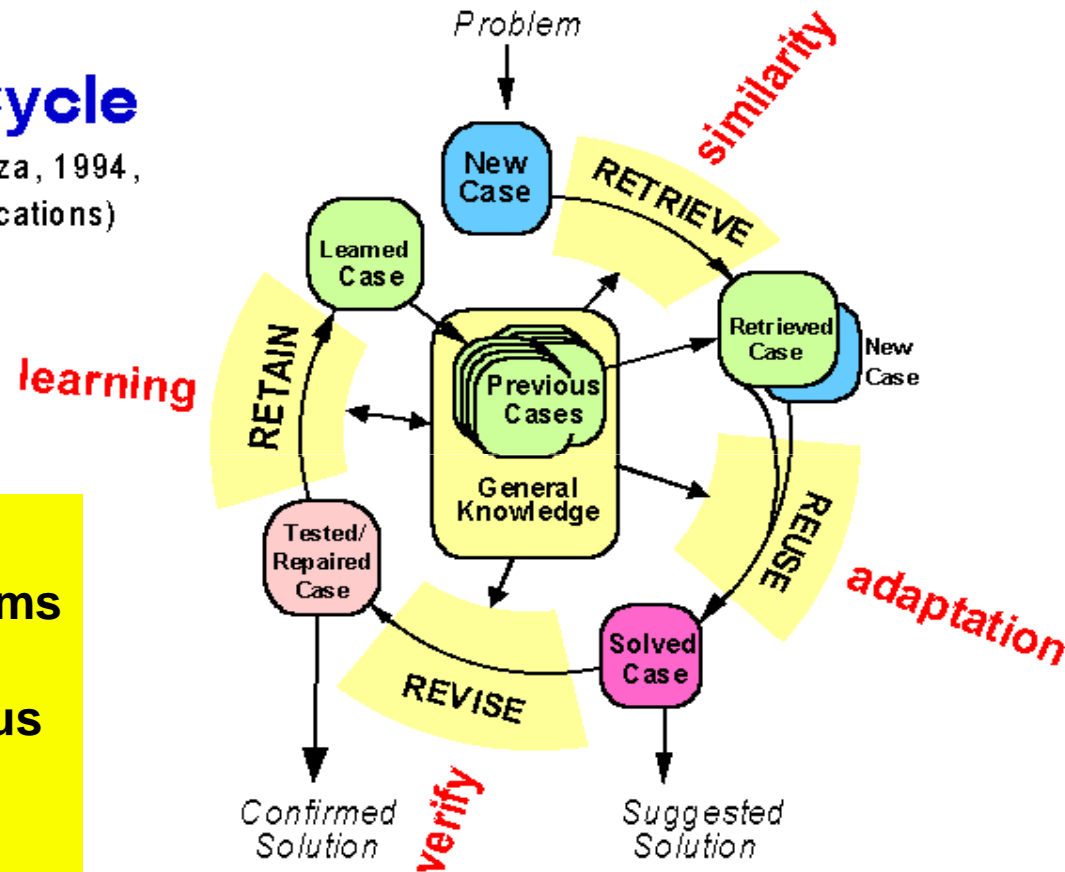 Problem
ycle
za, 1994,
cations)
similarity
New
Case
RETRIEVE
Learned
Case
Retrieved
Case
New
Case
learning
RETAIN
Previous
Cases
General
Knowledge
REUSE
adaptation
Tested/
Repaired
Case
ms
us
Solved
Case
REVISE
verify
Confirmed
Solution
Suggested
Solution